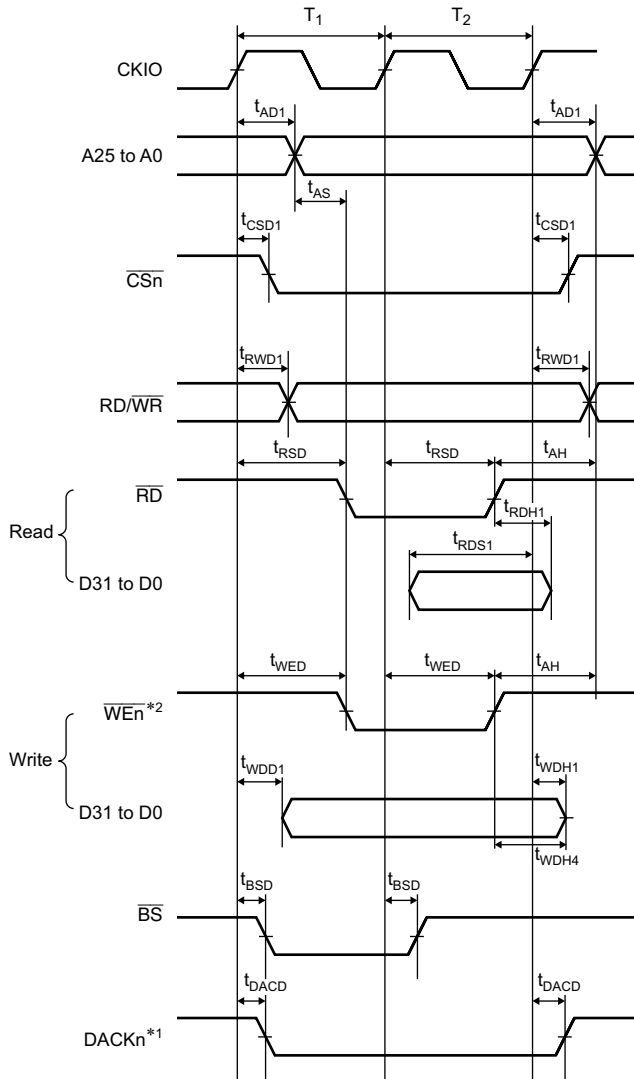 T1 T2
CKIO
tAD1 tAD1
A25 to A0
tAS
tCSD1 tCSD1
CSn
tRWD1 tRWD1
RD/WR
tRSD tRSD tAH
RD
tRDH1
Read
tRDS1
D31 to D0
tWED tWED tAH
WEn*2
Write
tWDD1 tWDH1
D31 to D0
tWDH4
tBSD tBSD
BS
tDACD tDACD
DACKn*1